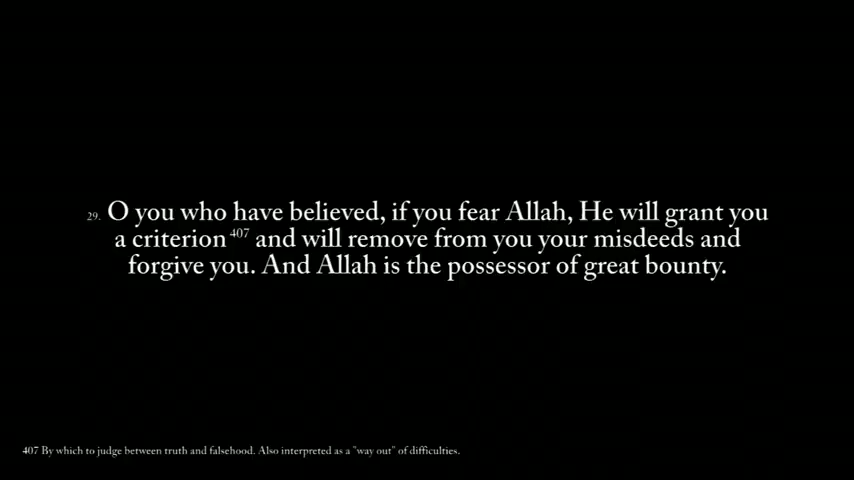 29. O you who have believed, if you fear Allah, He will grant you
a criterion 407 and will remove from you your misdeeds and
forgive you. And Allah is the possessor of great bounty.
407 By which to judge between truth and falsehood. Also interpreted as a "way out" of difficulties.